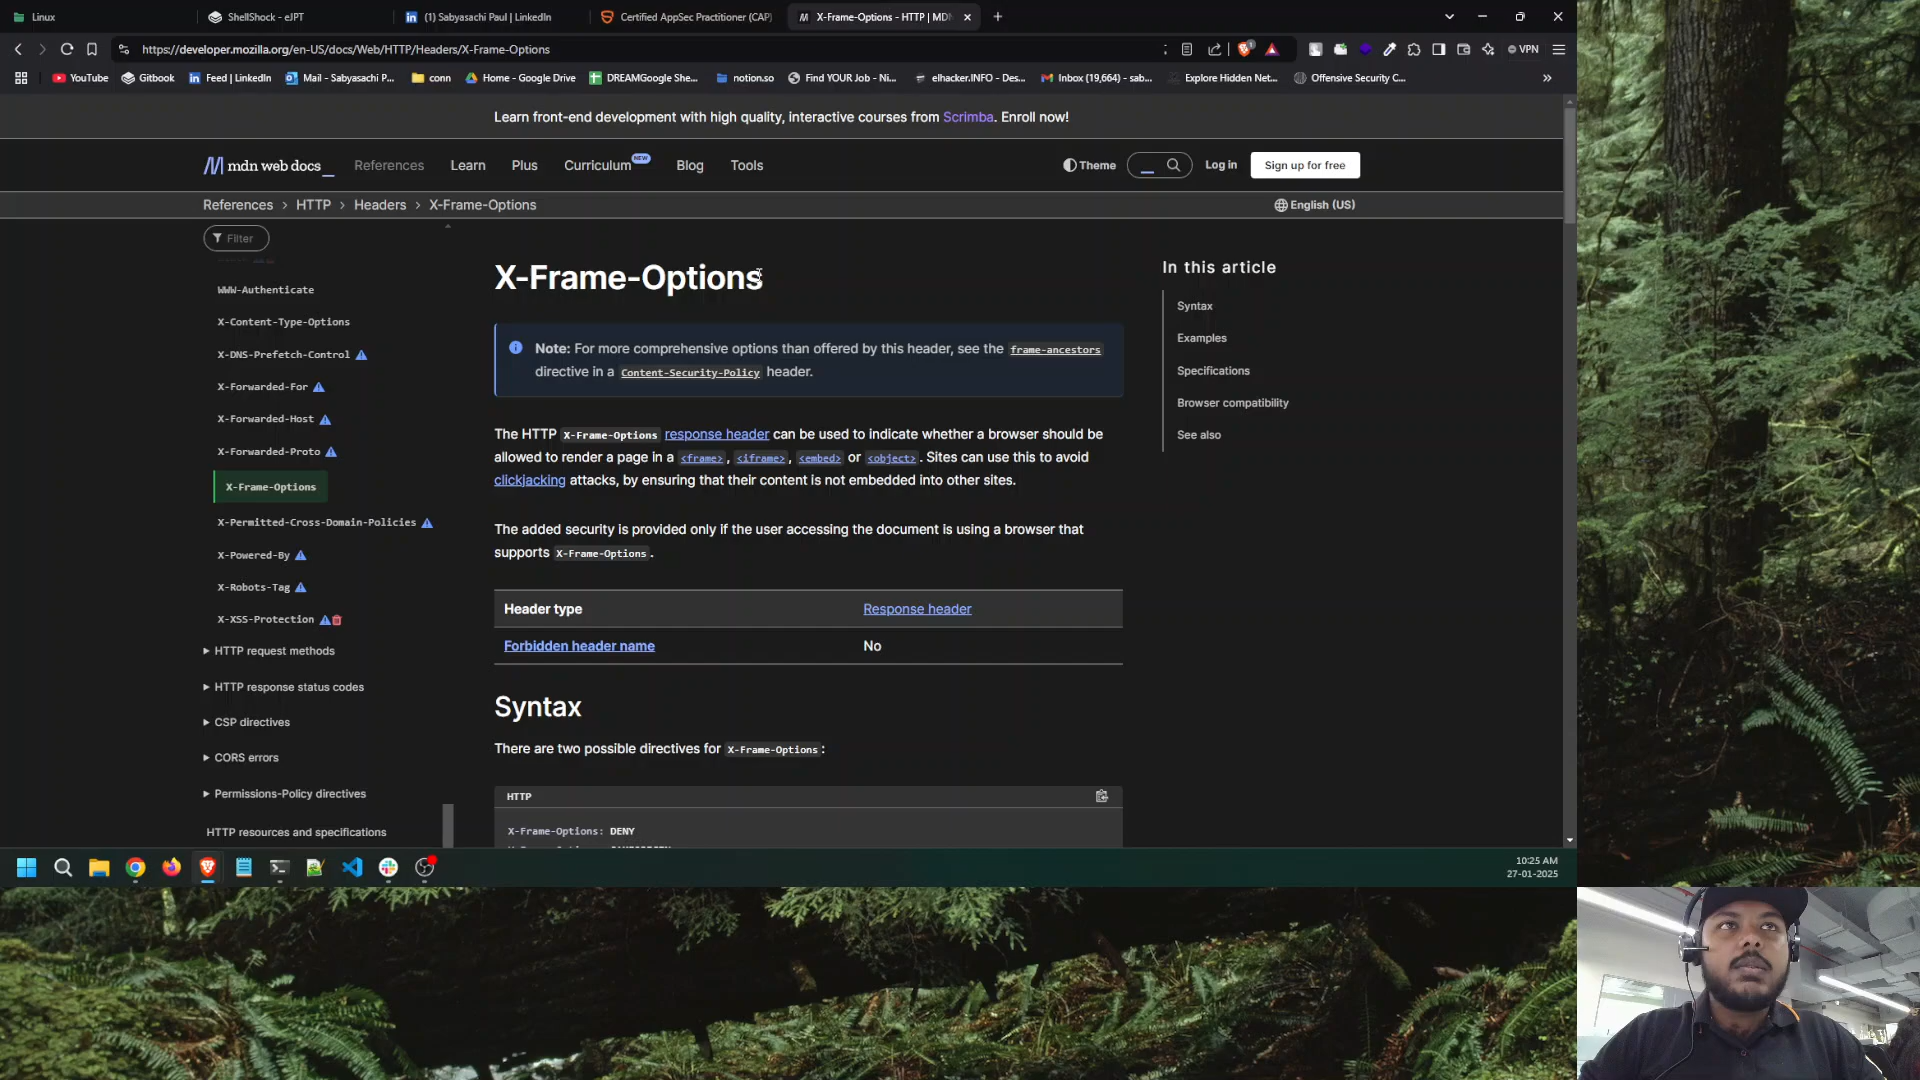 Linux
ShellShock - eJPT
(1) Sabyasachi Paul | LinkedIn
Certified AppSec Practitioner (CAP)
X-Frame-Options - HTTP | MDN
https://developer.mozilla.org/en-US/docs/Web/HTTP/Headers/X-Frame-Options
VPN
YouTube
Gitbook
Feed | LinkedIn
Mail - Sabyasachi P...
conn
Home - Google Drive
DREAMGoogle She...
notion.so
Find YOUR Job - Ni...
elhacker.INFO - Des...
Inbox (19,664) - sab...
Explore Hidden Net...
Offensive Security C...
Learn front-end development with high quality, interactive courses from Scrimba. Enroll now!
mdn web docs_
References
Learn
Plus
Curriculum NEW
Blog
Tools
Theme
Log in
Sign up for free
References > HTTP > Headers > X-Frame-Options
English (US)
Filter
WWW-Authenticate
X-Content-Type-Options
X-DNS-Prefetch-Control
X-Forwarded-For
X-Forwarded-Host
X-Forwarded-Proto
X-Frame-Options
X-Permitted-Cross-Domain-Policies
X-Powered-By
X-Robots-Tag
X-XSS-Protection
HTTP request methods
HTTP response status codes
CSP directives
CORS errors
Permissions-Policy directives
HTTP resources and specifications
X-Frame-Options
Note: For more comprehensive options than offered by this header, see the frame-ancestors
directive in a Content-Security-Policy header.
The HTTP X-Frame-Options response header can be used to indicate whether a browser should be
allowed to render a page in a <frame>, <iframe>, <embed> or <object>. Sites can use this to avoid
clickjacking attacks, by ensuring that their content is not embedded into other sites.
The added security is provided only if the user accessing the document is using a browser that
supports X-Frame-Options.
Header type Response header
Forbidden header name No
Syntax
There are two possible directives for X-Frame-Options:
HTTP
X-Frame-Options: DENY
In this article
Syntax
Examples
Specifications
Browser compatibility
See also
10:25 AM
27-01-2025